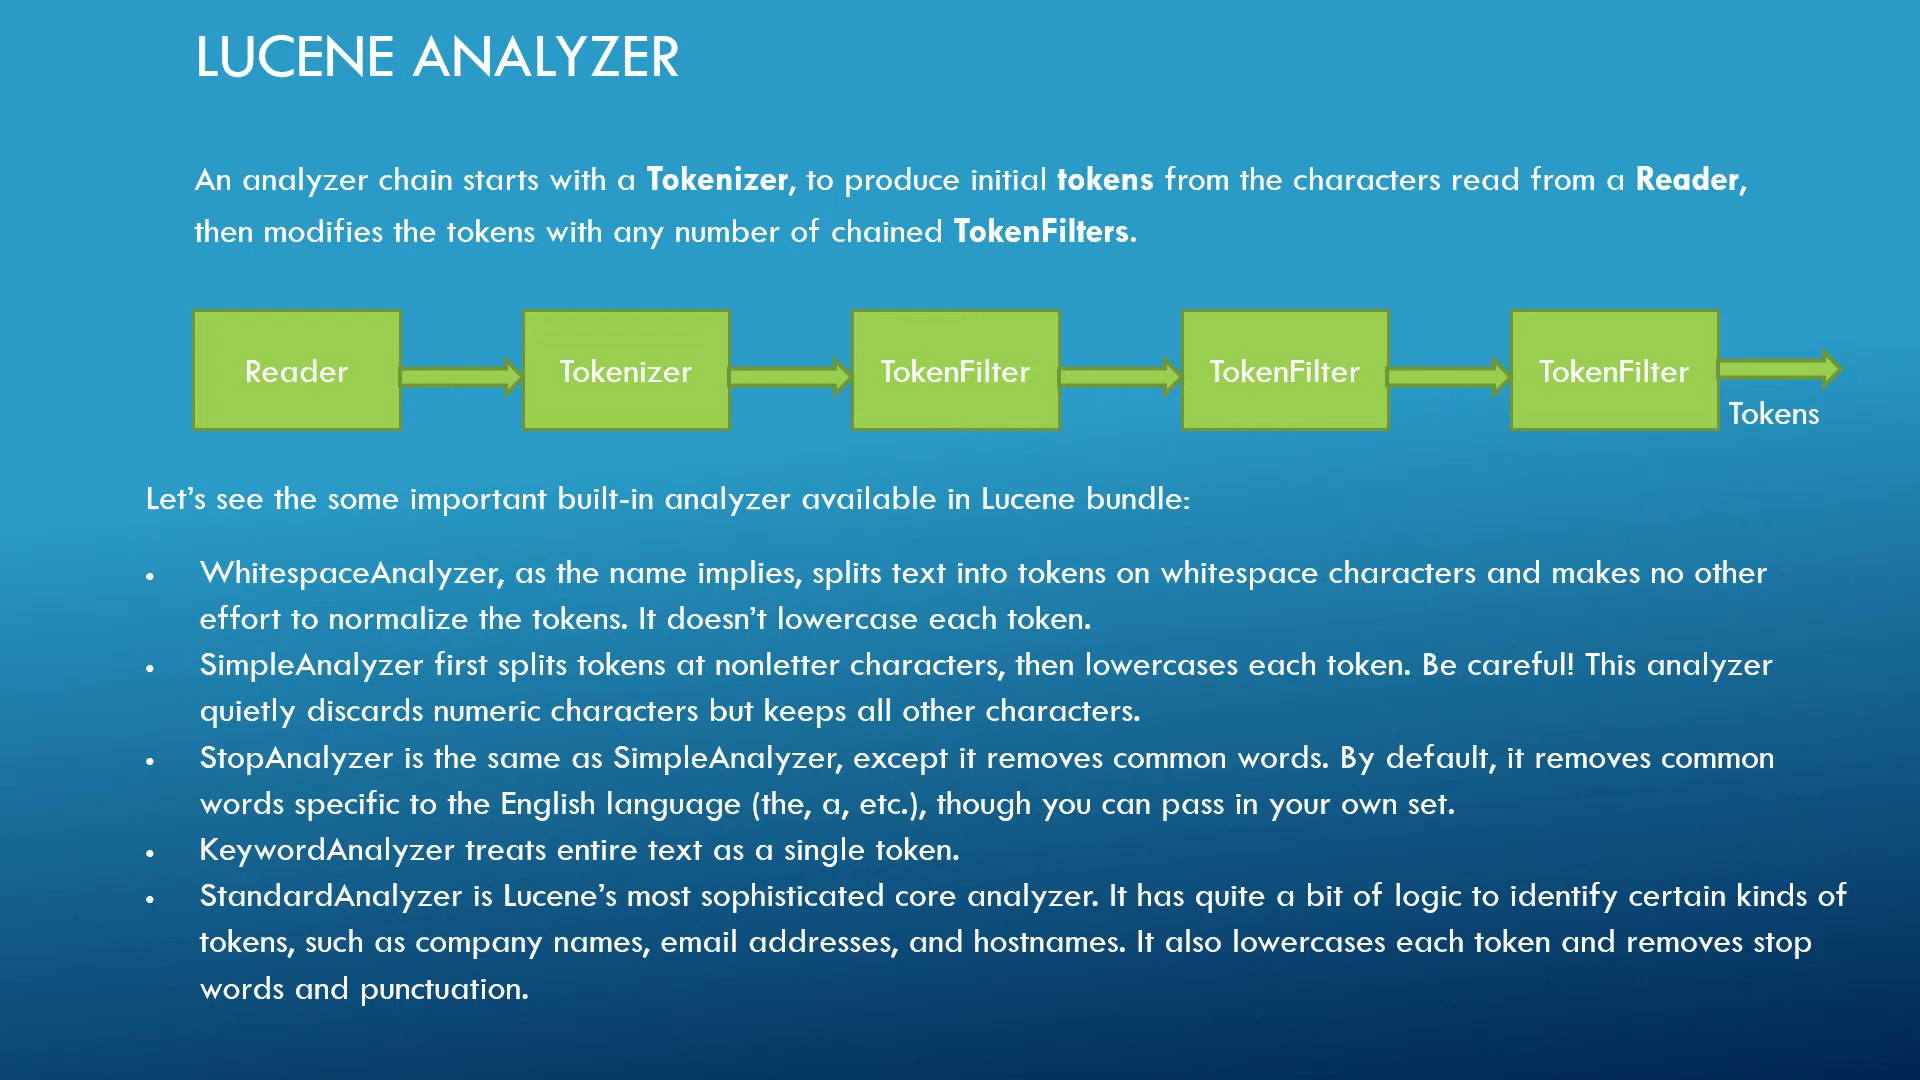 LUCENE ANALYZER
An analyzer chain starts with a Tokenizer, to produce initial tokens from the characters read from a Reader,
then modifies the tokens with any number of chained TokenFilters.
Reader
Tokenizer
TokenFilter
TokenFilter
TokenFilter
Tokens
Let’s see the some important built-in analyzer available in Lucene bundle:
• WhitespaceAnalyzer, as the name implies, splits text into tokens on whitespace characters and makes no other
effort to normalize the tokens. It doesn’t lowercase each token.
• SimpleAnalyzer first splits tokens at nonletter characters, then lowercases each token. Be careful! This analyzer
quietly discards numeric characters but keeps all other characters.
• StopAnalyzer is the same as SimpleAnalyzer, except it removes common words. By default, it removes common
words specific to the English language (the, a, etc.), though you can pass in your own set.
• KeywordAnalyzer treats entire text as a single token.
• StandardAnalyzer is Lucene’s most sophisticated core analyzer. It has quite a bit of logic to identify certain kinds of
tokens, such as company names, email addresses, and hostnames. It also lowercases each token and removes stop
words and punctuation.